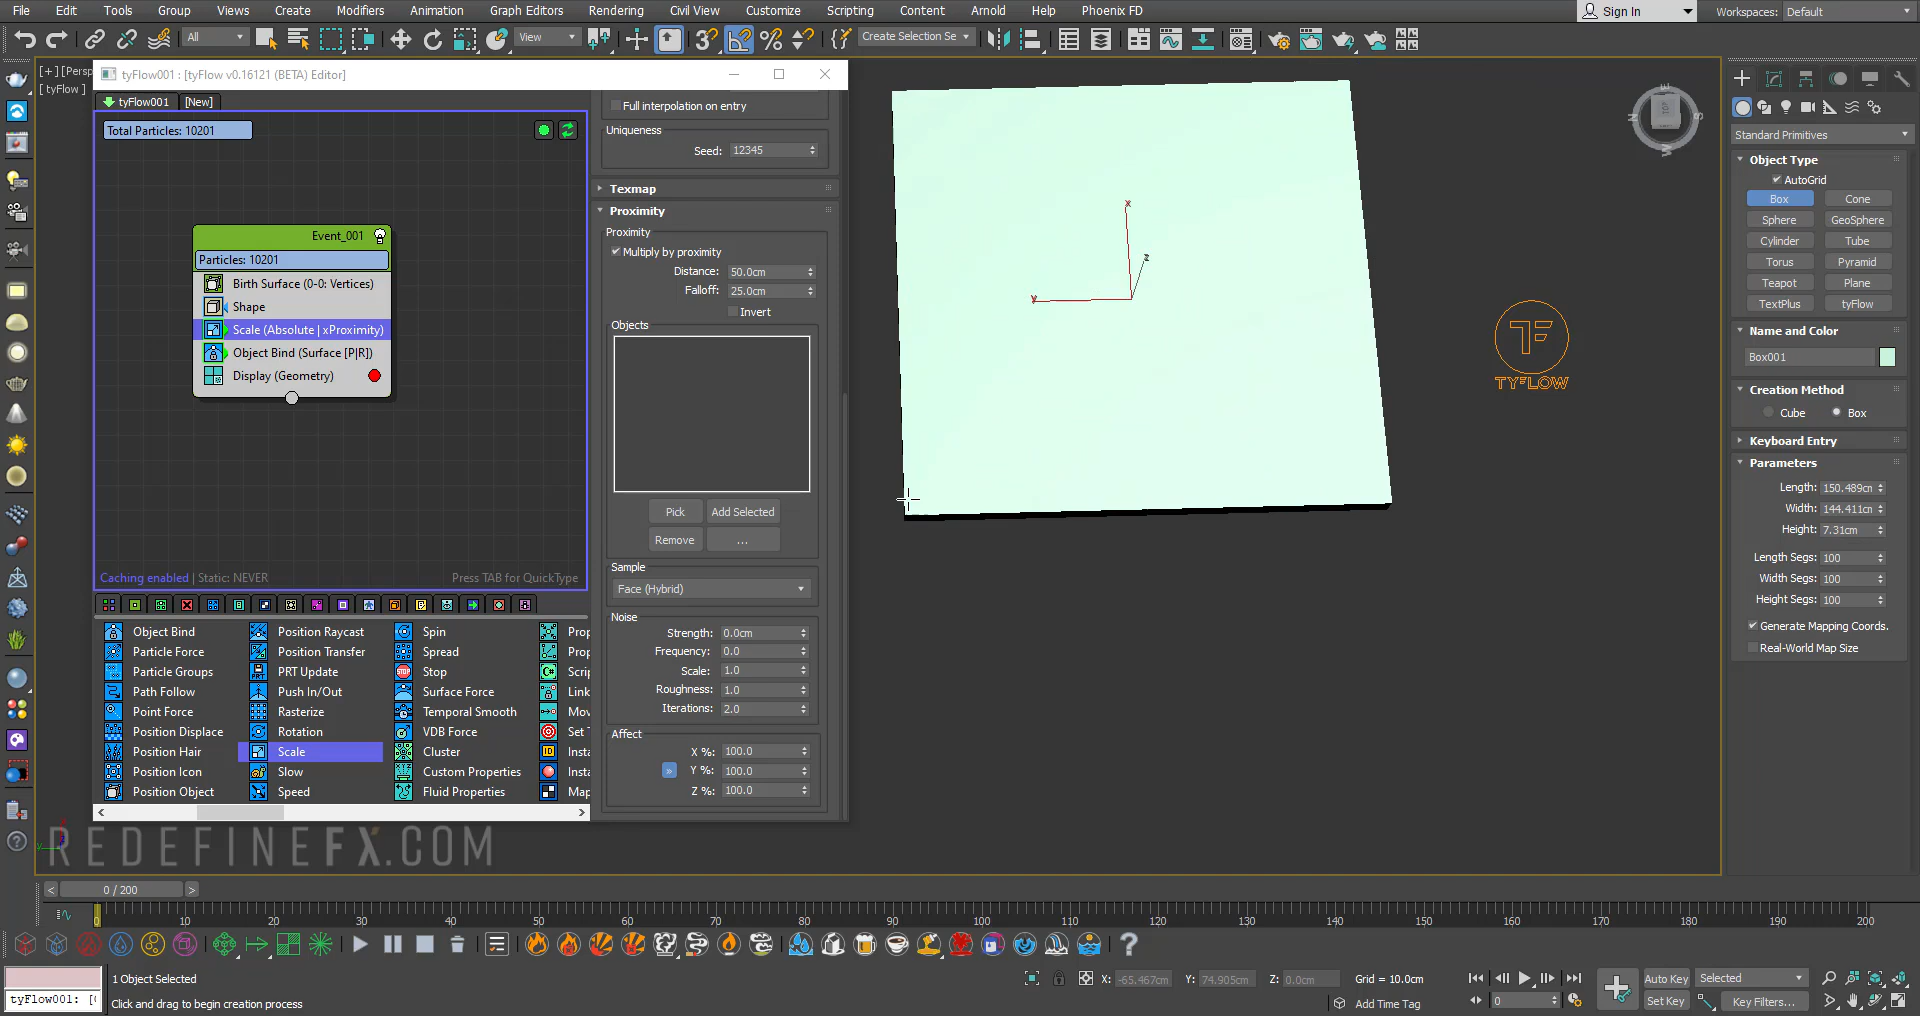 File Edit Tools Group Views Create Modifiers Animation Graph Editors Rendering Civil View Customize Scripting Content Arnold Help Phoenix FD Sign In Workspaces: Default
All View Create Selection Se
[+] [Persp
[ tyFlow ]
tyFlow001 : [tyFlow v0.16121 (BETA) Editor]
tyFlow001 [New]
Total Particles: 10201
Event_001
Particles: 10201
Birth Surface (0-0: Vertices)
Shape
Scale (Absolute | xProximity)
Object Bind (Surface [P|R])
Display (Geometry)
Caching enabled | Static: NEVER Press TAB for QuickType
Object Bind Position Raycast Spin Prop
Particle Force Position Transfer Spread Prop
Particle Groups PRT Update Stop Scri
Path Follow Push In/Out Surface Force Link
Point Force Rasterize Temporal Smooth Mov
Position Displace Rotation VDB Force Set T
Position Hair Scale Cluster Insta
Position Icon Slow Custom Properties Insta
Position Object Speed Fluid Properties Map
Full interpolation on entry
Uniqueness
Seed: 12345
Texmap
Proximity
Proximity
Multiply by proximity
Distance: 50.0cm
Falloff: 25.0cm
Invert
Objects
Pick Add Selected
Remove ...
Sample
Face (Hybrid)
Noise
Strength: 0.0cm
Frequency: 0.0
Scale: 1.0
Roughness: 1.0
Iterations: 2.0
Affect
X %: 100.0
Y %: 100.0
Z %: 100.0
x
z
y
TYFLOW
TOP
E
N
S
W
Standard Primitives
Object Type
AutoGrid
Box Cone
Sphere GeoSphere
Cylinder Tube
Torus Pyramid
Teapot Plane
TextPlus tyFlow
Name and Color
Box001
Creation Method
Cube Box
Keyboard Entry
Parameters
Length: 150.489cn
Width: 144.411cn
Height: 7.31cm
Length Segs: 100
Width Segs: 100
Height Segs: 100
Generate Mapping Coords.
Real-World Map Size
REDEFINEFX.COM
< 0 / 200 >
0 10 20 30 40 50 60 70 80 90 100 110 120 130 140 150 160 170 180 190 200
1 Object Selected
Click and drag to begin creation process
tyFlow001: [(
X: -65.467cm Y: 74.905cm Z: 0.0cm Grid = 10.0cm
Add Time Tag
0
Auto Key Selected
Set Key Key Filters...